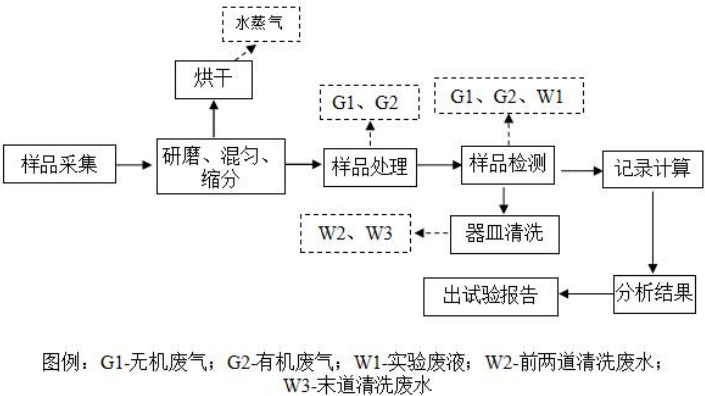 水蒸气
烘干
G1、G2
G1、G2、W1
样品采集
研磨、混匀、
缩分
样品处理
样品检测
记录计算
W2、W3
器皿清洗
出试验报告
分析结果
图例：G1-无机废气；G2-有机废气；W1-实验废液；W2-前两道清洗废水；
W3-末道清洗废水